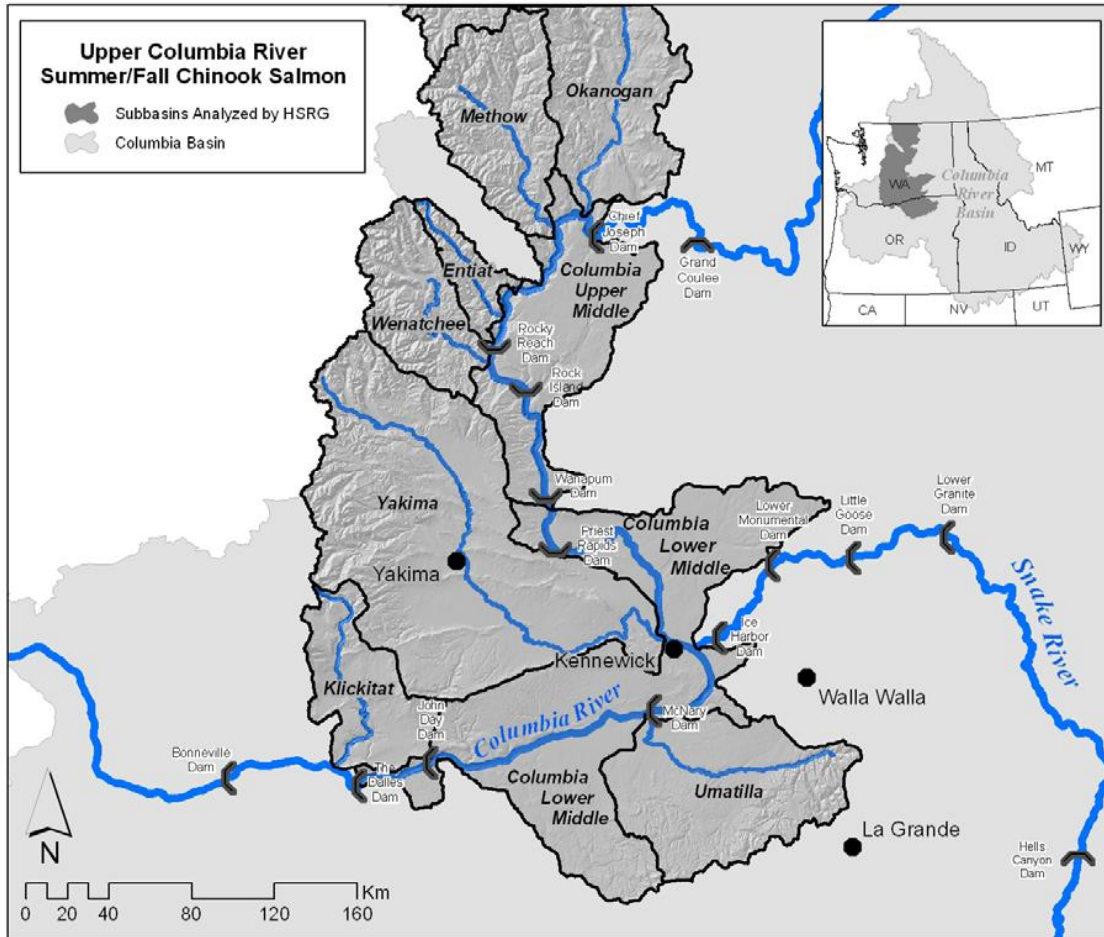 Upper Columbia River
Summer/Fall Chinook Salmon
Subbasins Analyzed by HSRG
Columbia Basin
WA
MT
Columbia
River
Basin
OR
ID
WY
CA
NV
UT
Okanogan
Methow
Chief
Joseph
Dam
Grand
Coulee
Dam
Entiat
Columbia
Upper
Middle
Wenatchee
Rocky
Reach
Dam
Rock
Island
Dam
Wanapum
Dam
Yakima
Priest
Rapids
Dam
Columbia
Lower
Middle
Lower
Monumental
Dam
Little
Goose
Dam
Lower
Granite
Dam
Yakima
Snake River
Ice
Harbor
Dam
Kennewick
Walla Walla
Klickitat
John
Day
Dam
Columbia River
McNary
Dam
Bonneville
Dam
The
Dalles
Dam
Columbia
Lower
Middle
Umatilla
La Grande
Hells
Canyon
Dam
N
Km
0 10 20 40 80 120 160